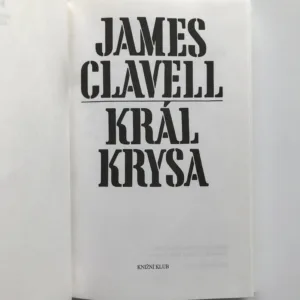 JAMES
CLAVELL
KRÁL
KRYSA
KNIŽNÍ KLUB